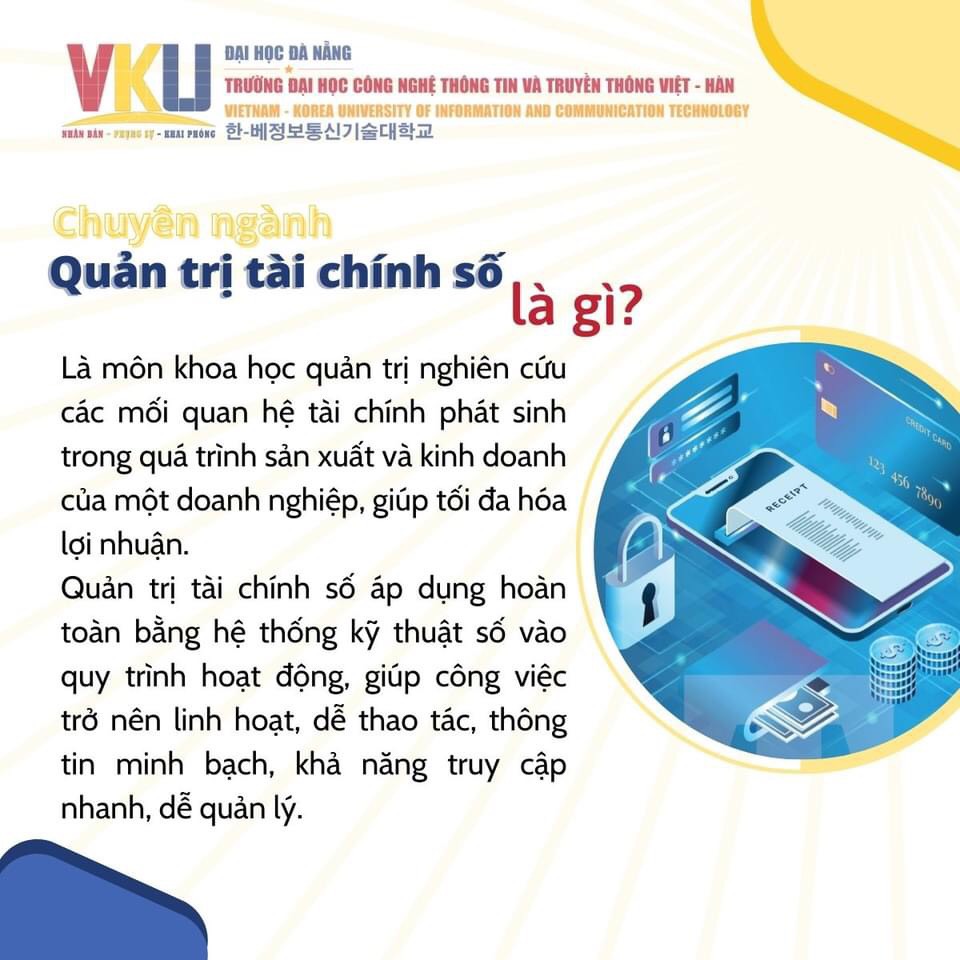 VKU
NHÂN BẢN - PHỤNG SỰ - KHAI PHÓNG
ĐẠI HỌC ĐÀ NẴNG
TRƯỜNG ĐẠI HỌC CÔNG NGHỆ THÔNG TIN VÀ TRUYỀN THÔNG VIỆT - HÀN
VIETNAM - KOREA UNIVERSITY OF INFORMATION AND COMMUNICATION TECHNOLOGY
한-베정보통신기술대학교
Chuyên ngành
Quản trị tài chính số
là gì?
Là môn khoa học quản trị nghiên cứu
các mối quan hệ tài chính phát sinh
trong quá trình sản xuất và kinh doanh
của một doanh nghiệp, giúp tối đa hóa
lợi nhuận.
Quản trị tài chính số áp dụng hoàn
toàn bằng hệ thống kỹ thuật số vào
quy trình hoạt động, giúp công việc
trở nên linh hoạt, dễ thao tác, thông
tin minh bạch, khả năng truy cập
nhanh, dễ quản lý.
CREDIT CARD
123 456 7890
RECEIPT